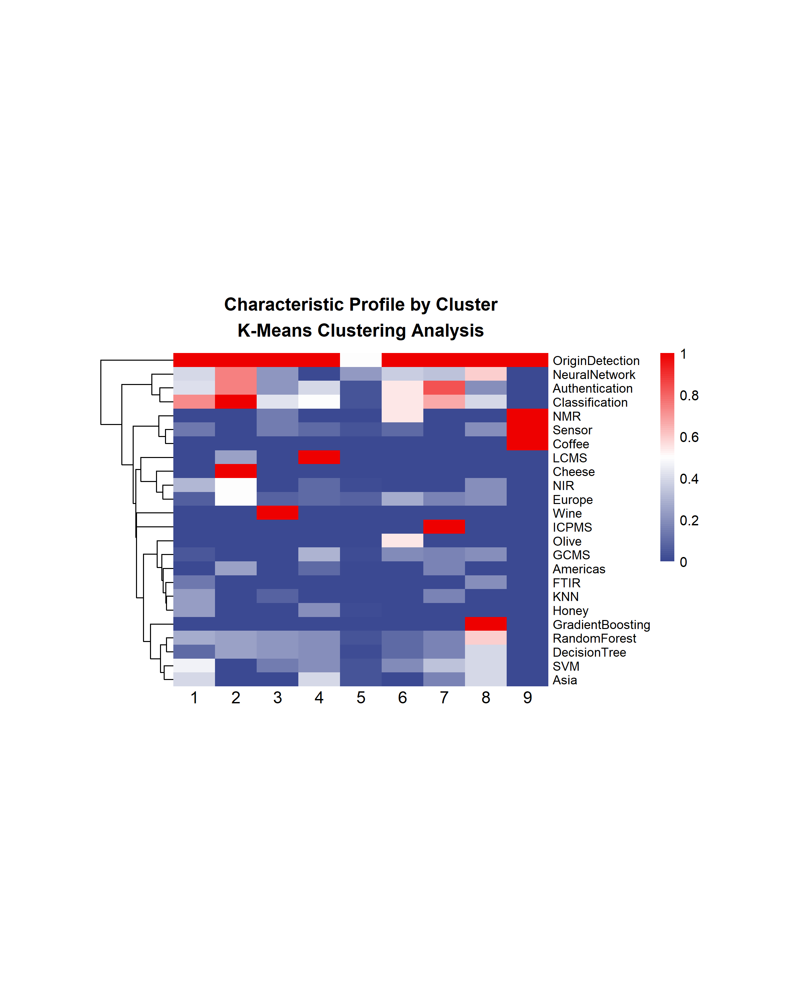 Characteristic Profile by Cluster
K-Means Clustering Analysis
OriginDetection
NeuralNetwork
Authentication
Classification
NMR
Sensor
Coffee
LCMS
Cheese
NIR
Europe
Wine
ICPMS
Olive
GCMS
Americas
FTIR
KNN
Honey
GradientBoosting
RandomForest
DecisionTree
SVM
Asia
1 2 3 4 5 6 7 8 9
1
0.8
0.6
0.4
0.2
0